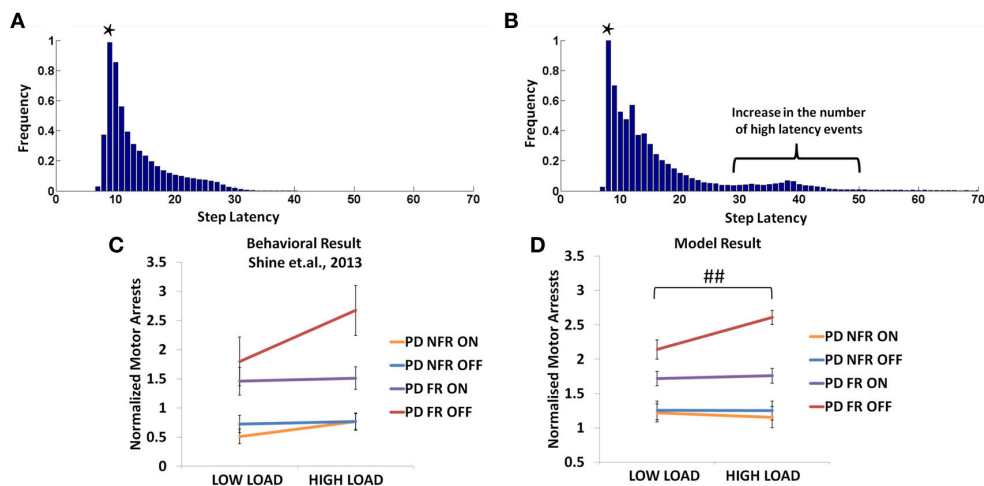 A
Frequency
1
0.8
0.6
0.4
0.2
0
0 10 20 30 40 50 60 70
Step Latency
B
Frequency
1
0.8
0.6
0.4
0.2
0
Increase in the number
of high latency events
0 10 20 30 40 50 60 70
Step Latency
C
Behavioral Result
Shine et.al., 2013
Normalized Motor Arrests
3.5
3
2.5
2
1.5
1
0.5
0
LOW LOAD HIGH LOAD
PD NFR ON
PD NFR OFF
PD FR ON
PD FR OFF
D
Model Result
Normalised Motor Arressts
3.5
3
2.5
2
1.5
1
0.5
##
LOW LOAD HIGH LOAD
PD NFR ON
PD NFR OFF
PD FR ON
PD FR OFF